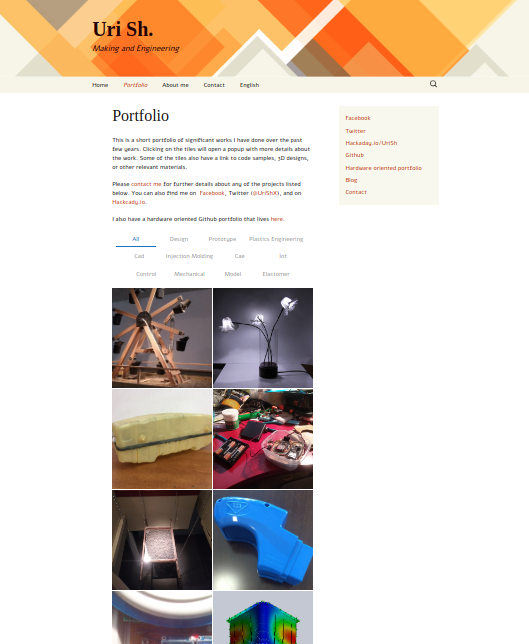 Uri Sh.
Making and Engineering
Home Portfolio About me Contact English
Portfolio
This is a short portfolio of significant works I have done over the past
few years. Clicking on the tiles will open a popup with more details about
the work. Some of the tiles also have a link to code samples, 3D designs,
or other relevant materials.
Please contact me for further details about any of the projects listed
below. You can also find me on Facebook, Twitter (@UriShX), and on
Hackcady.io.
I also have a hardware oriented Github portfolio that lives here.
All Design Prototype Plastics Engineering
Cad Injection Molding Cae Iot
Control Mechanical Model Elastomer
Facebook
Twitter
Hackaday.io/UriSh
Github
Hardware oriented portfolio
Blog
Contact